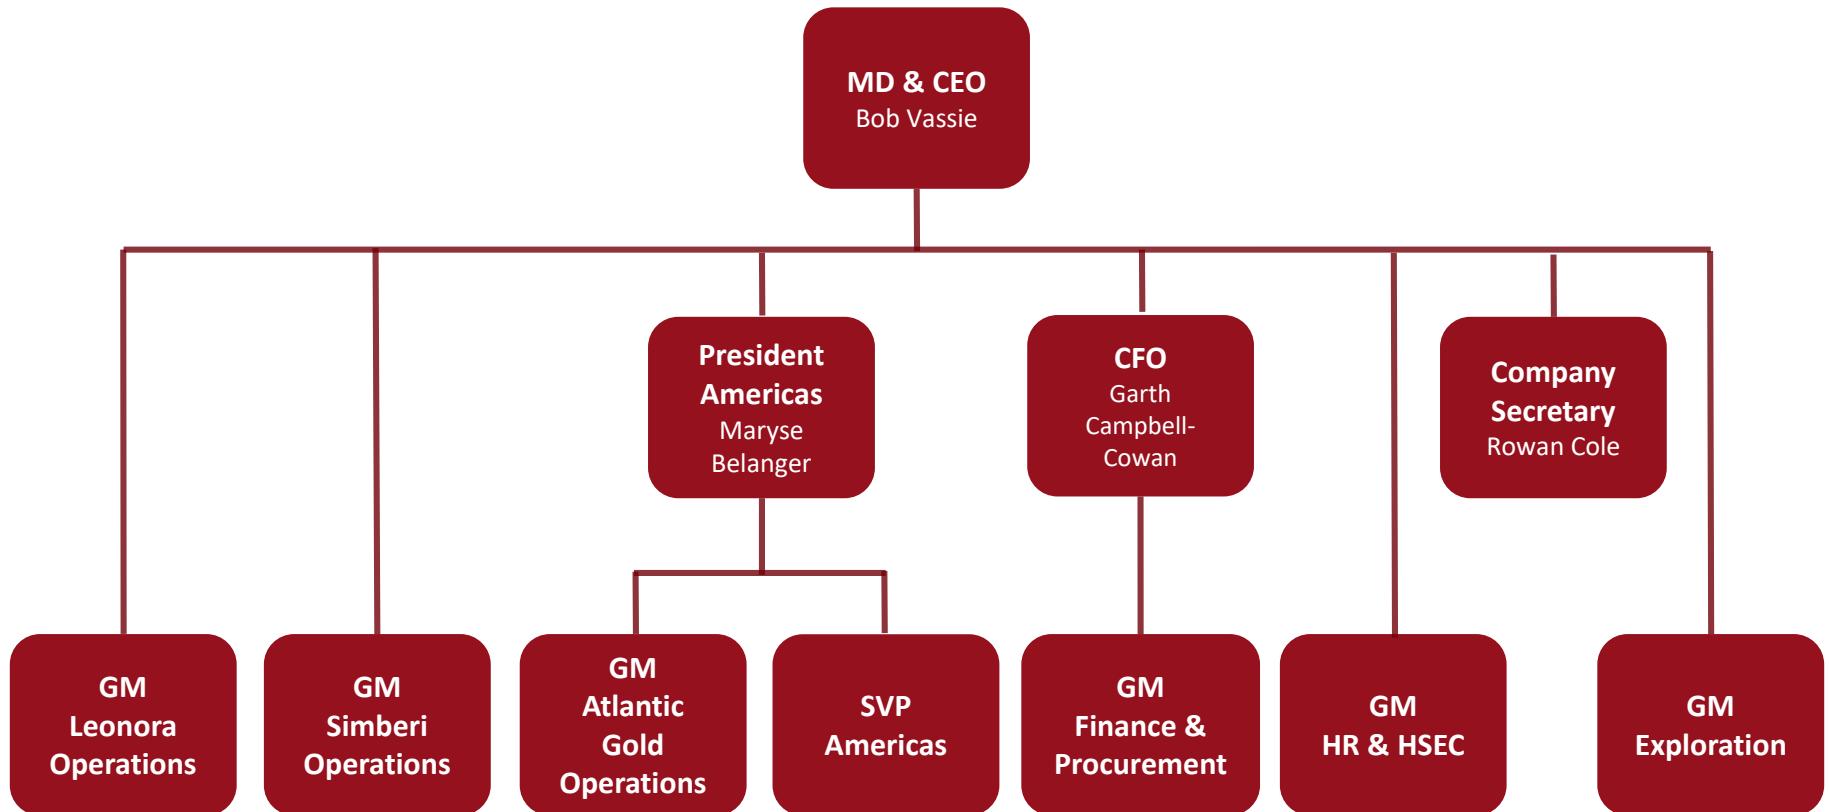 MD & CEO
Bob Vassie
President
Americas
Maryse
Belanger
CFO
Garth
Campbell-
Cowan
Company
Secretary
Rowan Cole
GM
Leonora
Operations
GM
Simberi
Operations
GM
Atlantic
Gold
Operations
SVP
Americas
GM
Finance &
Procurement
GM
HR & HSEC
GM
Exploration